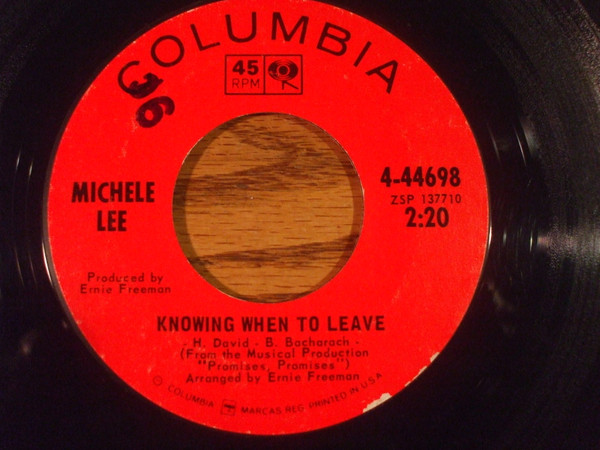 COLUMBIA
45
RPM
36
MICHELE
LEE
4-44698
ZSP 137710
2:20
Produced by
Ernie Freeman
KNOWING WHEN TO LEAVE
- H. David - B. Bacharach -
(From the Musical Production
"Promises, Promises")
Arranged by Ernie Freeman
© COLUMBIA MARCAS REG. PRINTED IN U.S.A.